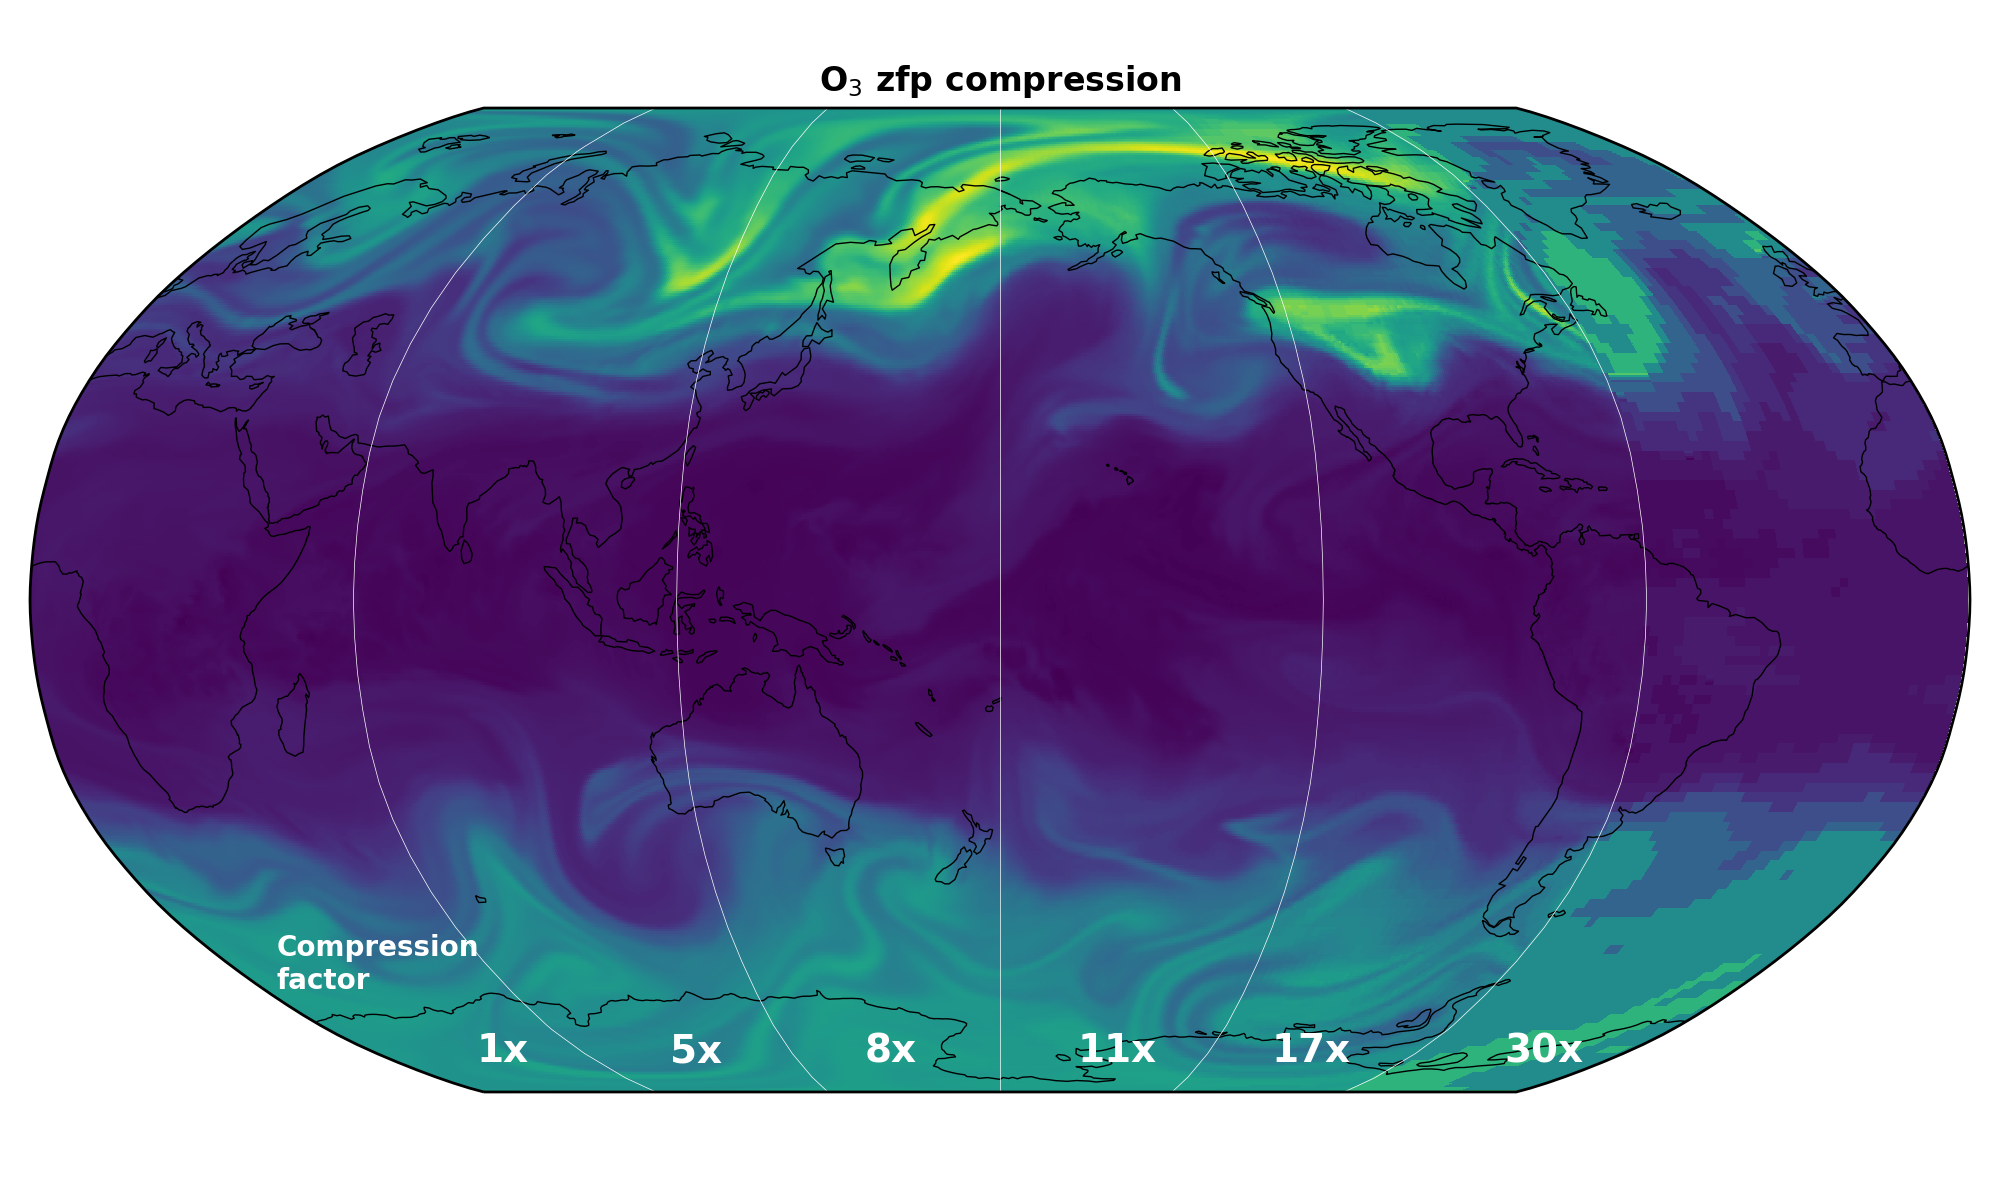 O₃ zfp compression
Compression
factor
1x 5x 8x 11x 17x 30x